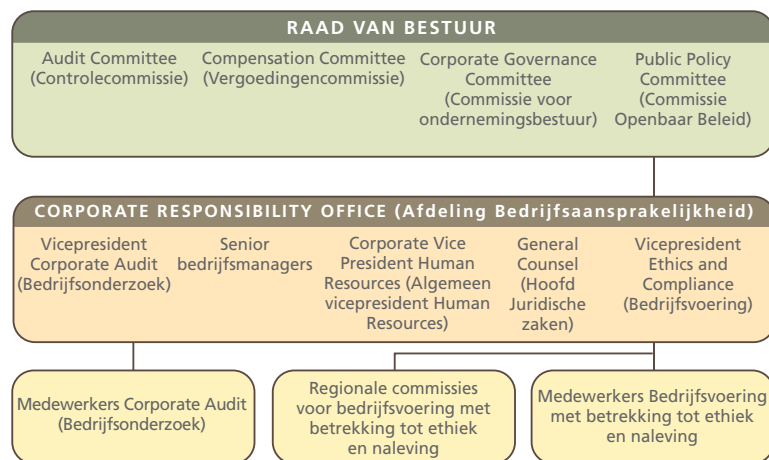 RAAD VAN BESTUUR
Audit Committee
(Controlecommissie)
Compensation Committee
(Vergoedingencommissie)
Corporate Governance
Committee
(Commissie voor
ondernemingsbestuur)
Public Policy
Committee
(Commissie
Openbaar Beleid)
CORPORATE RESPONSIBILITY OFFICE (Afdeling Bedrijfsaansprakelijkheid)
Vicepresident
Corporate Audit
(Bedrijfsonderzoek)
Senior
bedrijfsmanagers
Corporate Vice
President Human
Resources (Algemeen
vicepresident Human
Resources)
General
Counsel
(Hoofd
Juridische
zaken)
Vicepresident
Ethics and
Compliance
(Bedrijfsvoering)
Medewerkers Corporate Audit
(Bedrijfsonderzoek)
Regionale commissies
voor bedrijfsvoering met
betrekking tot ethiek
en naleving
Medewerkers Bedrijfsvoering
met betrekking tot ethiek
en naleving